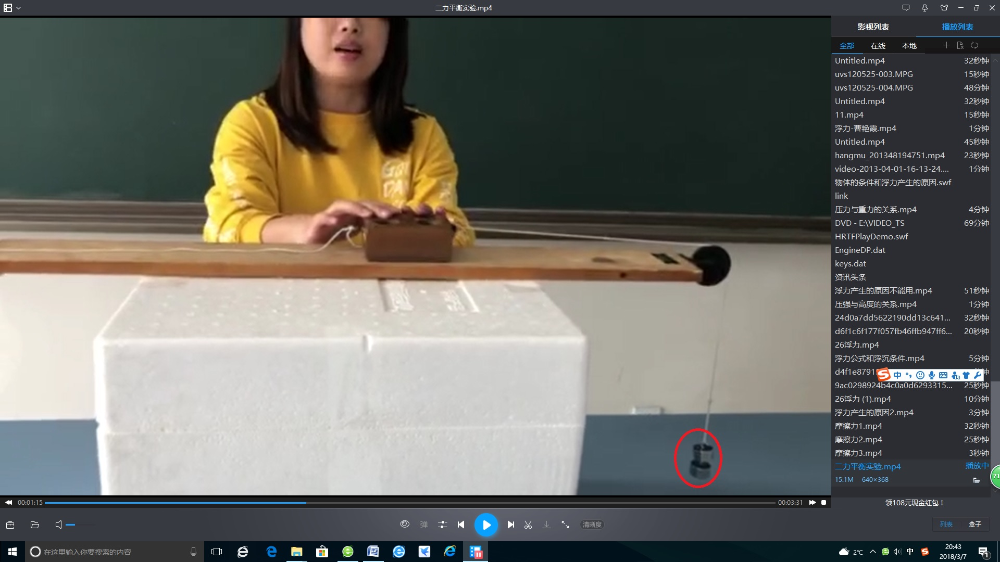 二力平衡实验.mp4
影视列表
播放列表
全部
在线
本地
Untitled.mp4 32秒钟
uvs120525-003.MPG 15秒钟
uvs120525-004.MPG 48分钟
Untitled.mp4 32秒钟
11.mp4 15秒钟
浮力-曹艳霞.mp4 1分钟
Untitled.mp4 45秒钟
hangmu_201348194751.mp4 23秒钟
video-2013-04-01-16-13-24.... 1分钟
物体的条件和浮力产生的原因.swf
link
压力与重力的关系.mp4 4分钟
DVD - E:\VIDEO_TS 69分钟
HRTFPlayDemo.swf
EngineDP.dat
keys.dat
资讯头条
浮力产生的原因不能用.mp4 51秒钟
压强与高度的关系.mp4 1分钟
24d0a7dd5622190dd13c641... 32秒钟
d6f1c6f177f057fb46ffb947ff6... 20秒钟
26浮力.mp4
浮力公式和浮沉条件.mp4 5分钟
中
9ac0298924b4c0a0d6293315... 25秒钟
26浮力 (1).mp4 10分钟
浮力产生的原因2.mp4 3分钟
摩擦力1.mp4 32秒钟
摩擦力2.mp4 25秒钟
摩擦力3.mp4 3秒钟
二力平衡实验.mp4 播放中
15.1M 640×368
71
00:01:15
00:03:31
领108元现金红包！
弹
清晰度
列表
盒子
在这里输入你要搜索的内容
2°C
中
20:43
2018/3/7
1